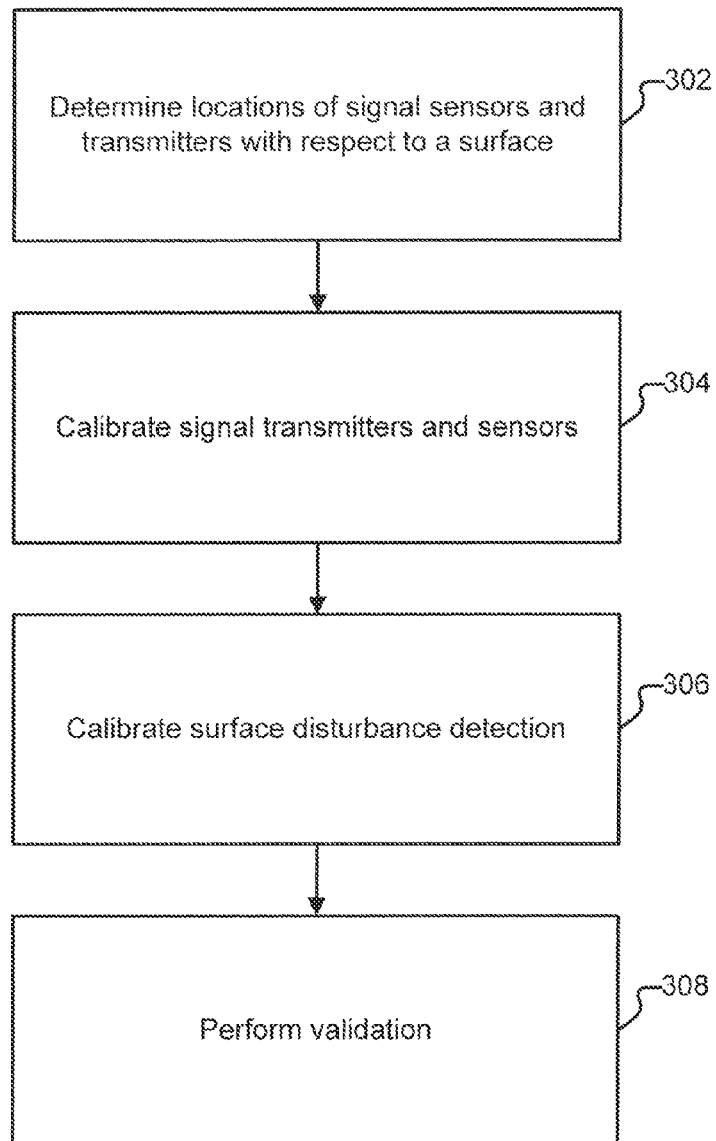 Determine locations of signal sensors and
transmitters with respect to a surface
302
Calibrate signal transmitters and sensors
304
Calibrate surface disturbance detection
306
Perform validation
308